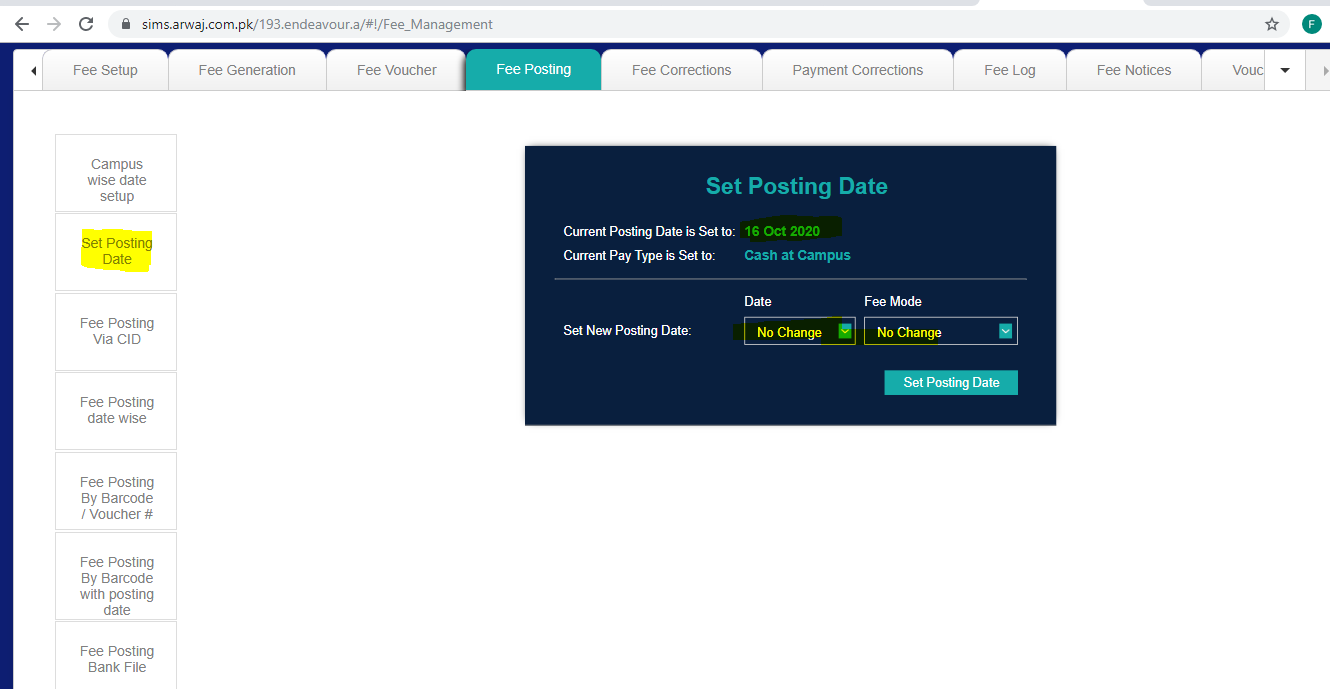 sims.arwaj.com.pk/193.endeavour.a/#!/Fee_Management
F
Fee Setup
Fee Generation
Fee Voucher
Fee Posting
Fee Corrections
Payment Corrections
Fee Log
Fee Notices
Vouc
Campus
wise date
setup
Set Posting
Date
Fee Posting
Via CID
Fee Posting
date wise
Fee Posting
By Barcode
/ Voucher #
Fee Posting
By Barcode
with posting
date
Fee Posting
Bank File
Set Posting Date
Current Posting Date is Set to: 16 Oct 2020
Current Pay Type is Set to: Cash at Campus
Date Fee Mode
Set New Posting Date: No Change No Change
Set Posting Date